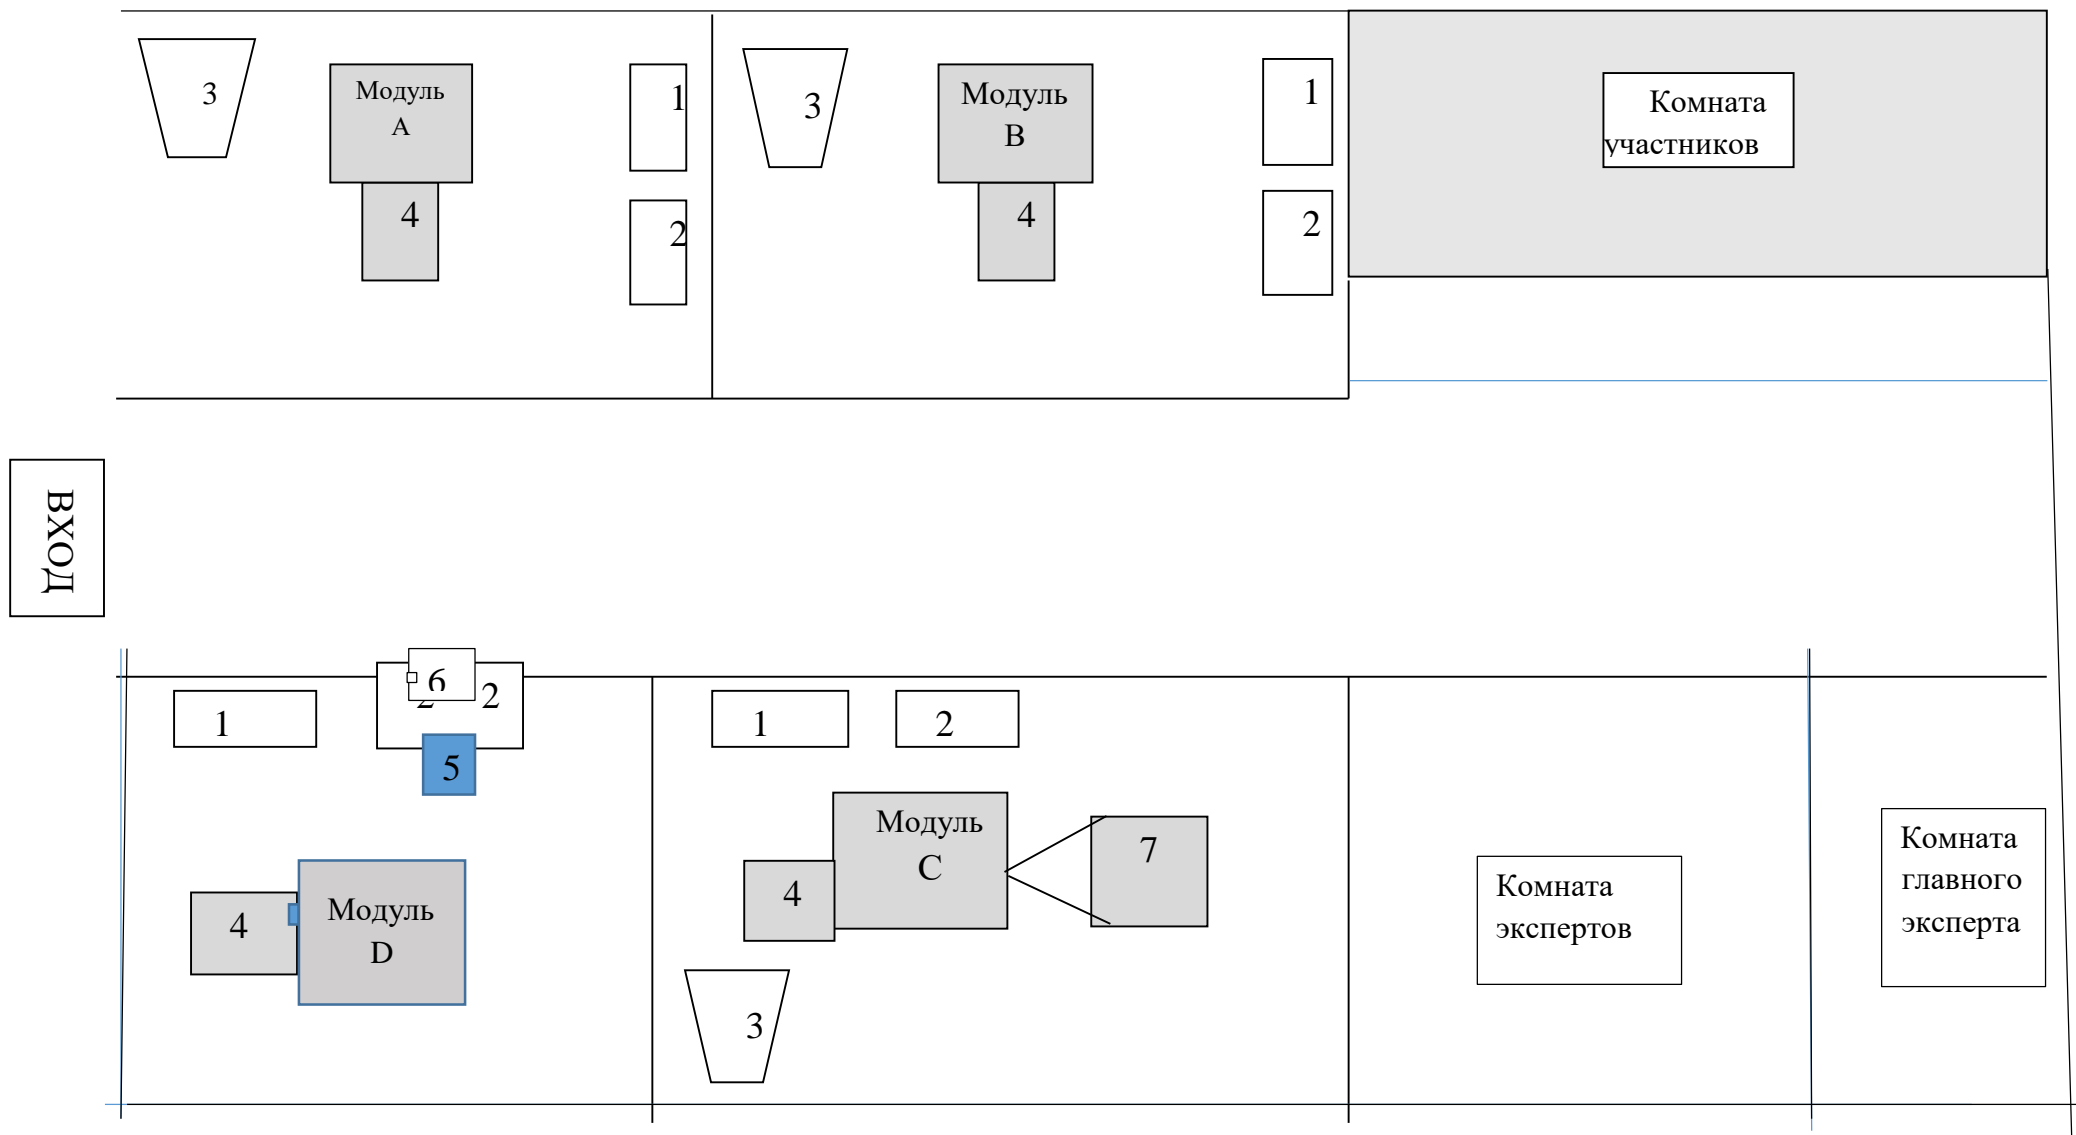 3
Модуль
А
1
3
Модуль
В
1
Комната
участников
4
2
4
2
ВХОД
6
2
2
1
5
1
2
Модуль
С
7
4
Комната
главного
эксперта
Комната
экспертов
4
Модуль
D
3